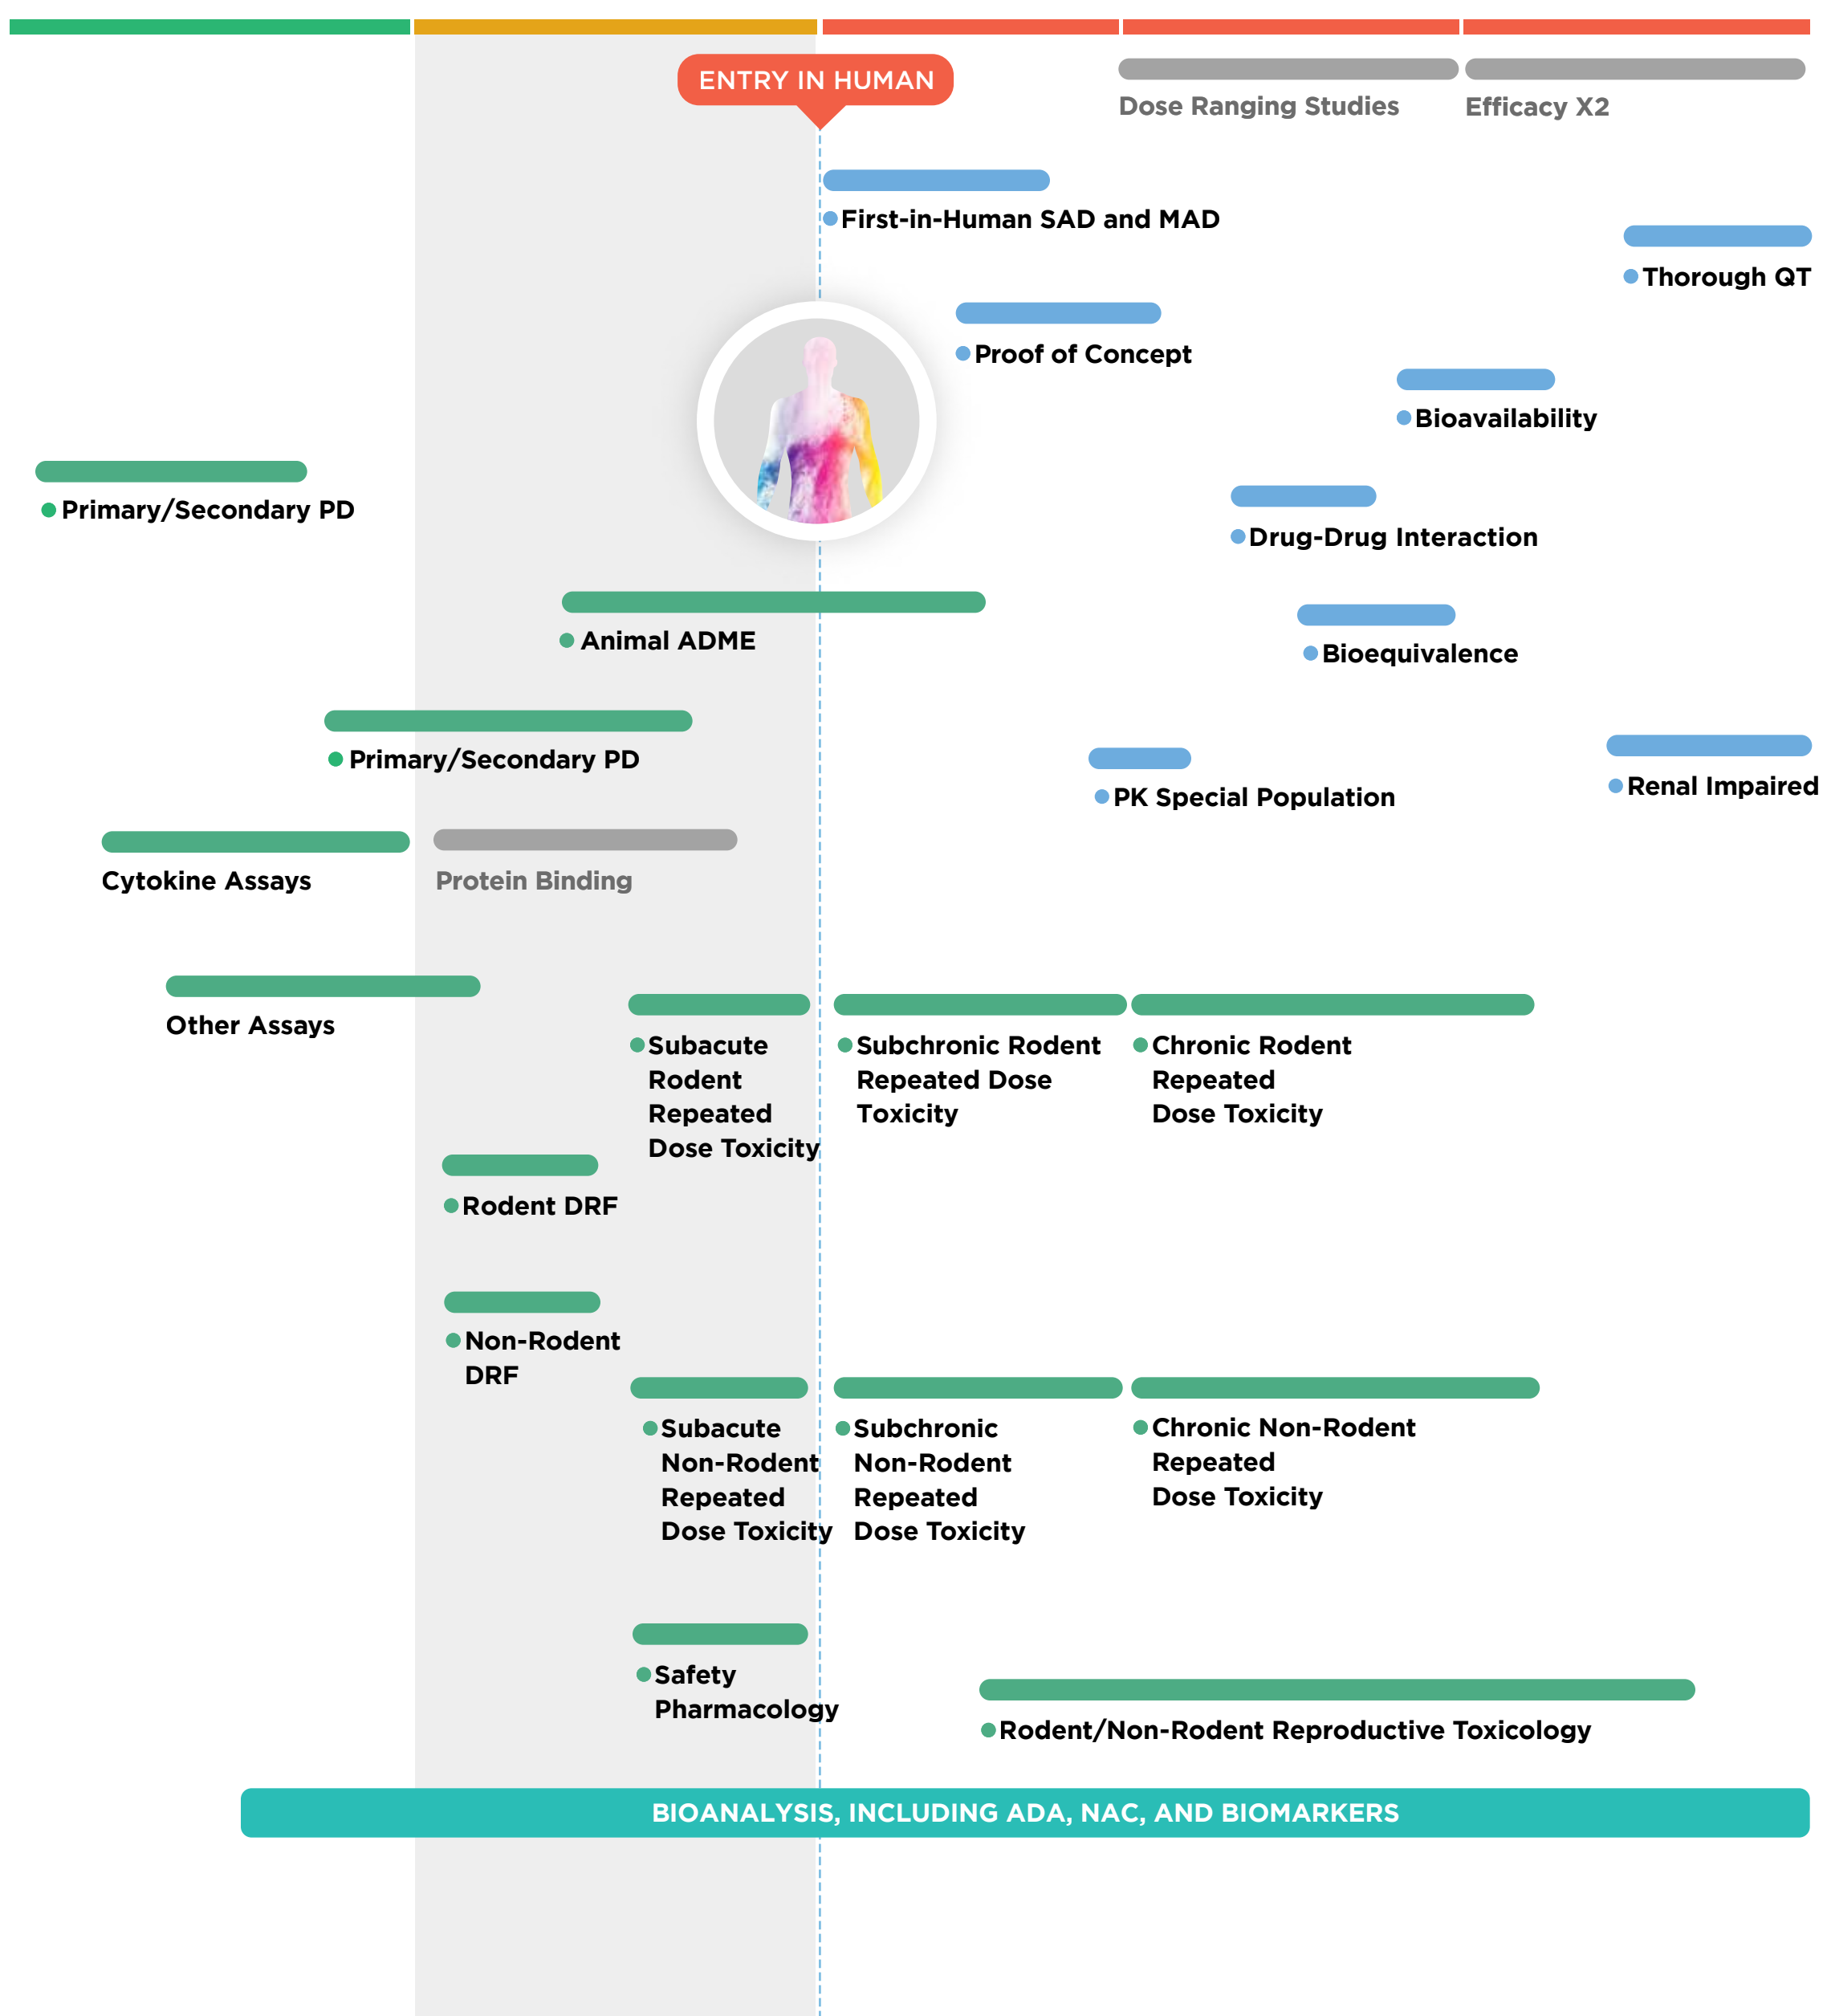 ENTRY IN HUMAN
Dose Ranging Studies
Efficacy X2
First-in-Human SAD and MAD
Thorough QT
Proof of Concept
Bioavailability
Primary/Secondary PD
Drug-Drug Interaction
Animal ADME
Bioequivalence
Primary/Secondary PD
PK Special Population
Renal Impaired
Cytokine Assays
Protein Binding
Other Assays
Subacute
Rodent
Repeated
Dose Toxicity
Subchronic Rodent
Repeated Dose
Toxicity
Chronic Rodent
Repeated
Dose Toxicity
Rodent DRF
Non-Rodent
DRF
Subacute
Non-Rodent
Repeated
Dose Toxicity
Subchronic
Non-Rodent
Repeated
Dose Toxicity
Chronic Non-Rodent
Repeated
Dose Toxicity
Safety
Pharmacology
Rodent/Non-Rodent Reproductive Toxicology
BIOANALYSIS, INCLUDING ADA, NAC, AND BIOMARKERS